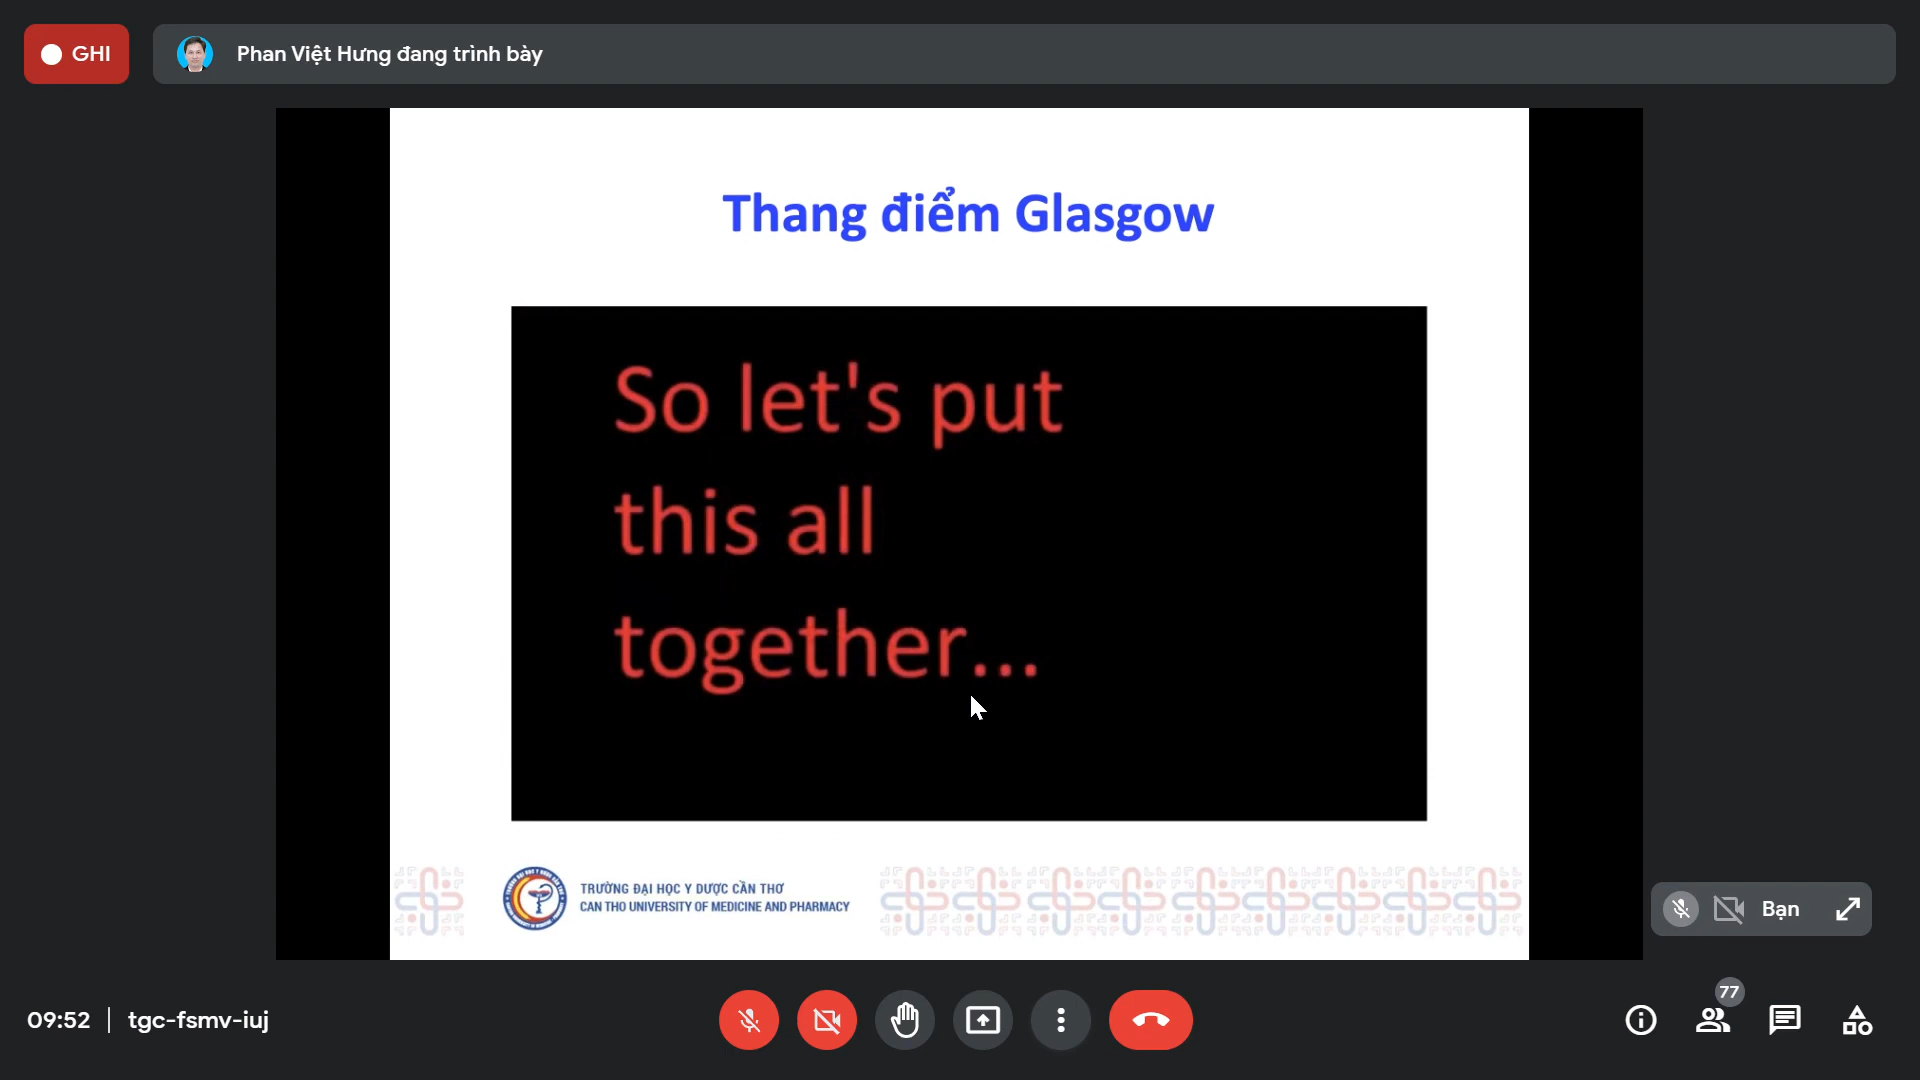 GHI
Phan Việt Hưng đang trình bày
Thang điểm Glasgow
So let's put
this all
together...
TRƯỜNG ĐẠI HỌC Y DƯỢC CẦN THƠ
CAN THO UNIVERSITY OF MEDICINE AND PHARMACY
Bạn
77
09:52
tgc-fsmv-iuj